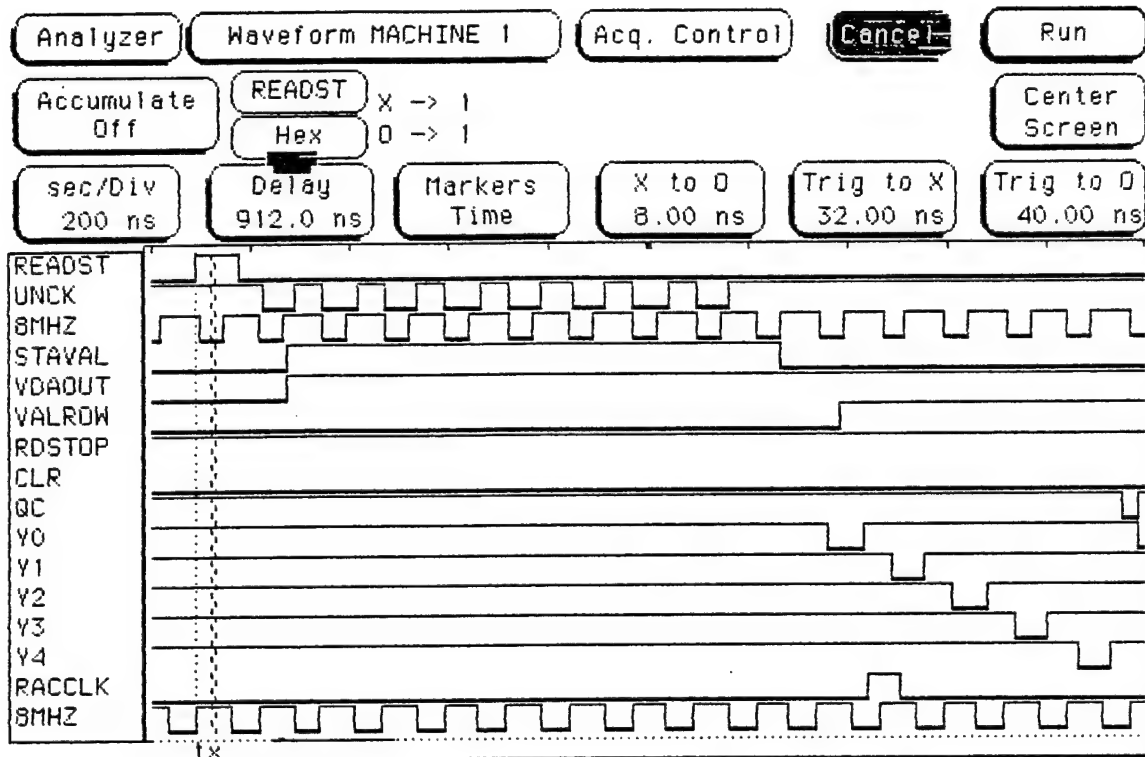 Analyzer Waveform MACHINE 1 Acq. Control Cancel Run
Accumulate Off
READST X -> 1
Hex O -> 1
Center Screen
sec/Div Delay Markers X to O Trig to X Trig to O
200 ns 912.0 ns Time 8.00 ns 32.00 ns 40.00 ns
READST
UNCK
8MHZ
STAVAL
VDAOUT
VALROW
RDSTOP
CLR
QC
Y0
Y1
Y2
Y3
Y4
RACCLK
8MHZ
tx